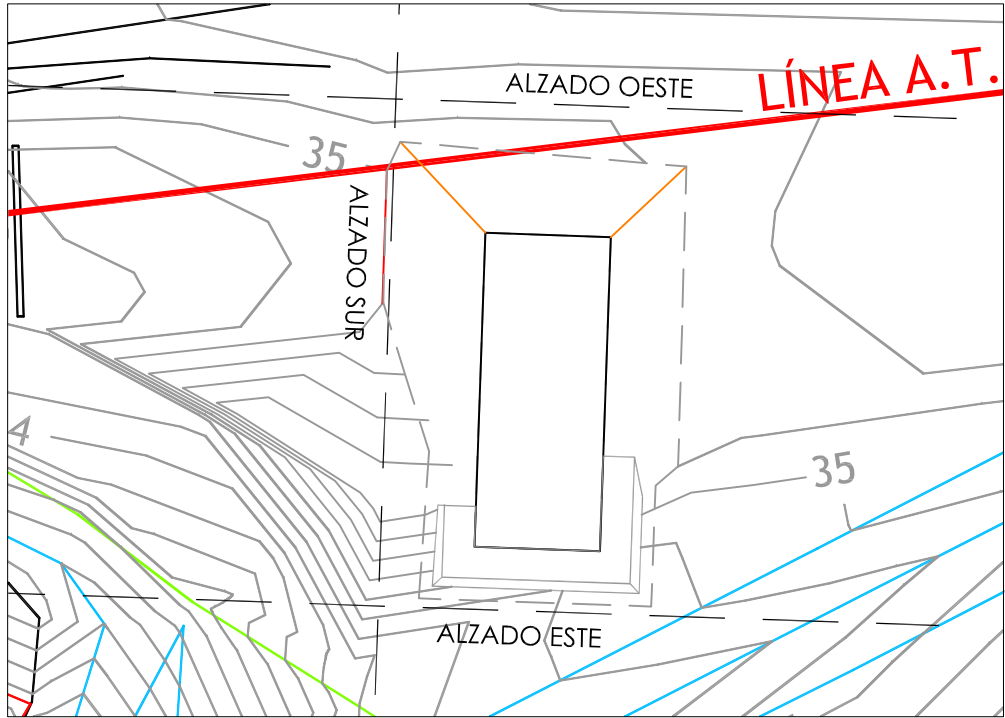 ALZADO OESTE
LÍNEA A.T.
35
ALZADO SUR
4
35
ALZADO ESTE